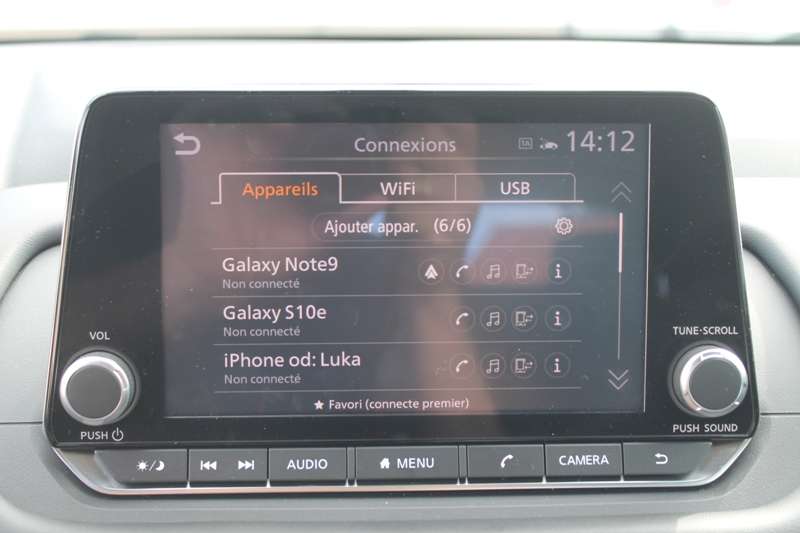 Connexions 1A 14:12
Appareils WiFi USB
Ajouter appar. (6/6)
Galaxy Note9
Non connecté
Galaxy S10e
Non connecté
iPhone od: Luka
Non connecté
Favori (connecte premier)
VOL
PUSH
TUNE·SCROLL
PUSH SOUND
AUDIO
MENU
CAMERA